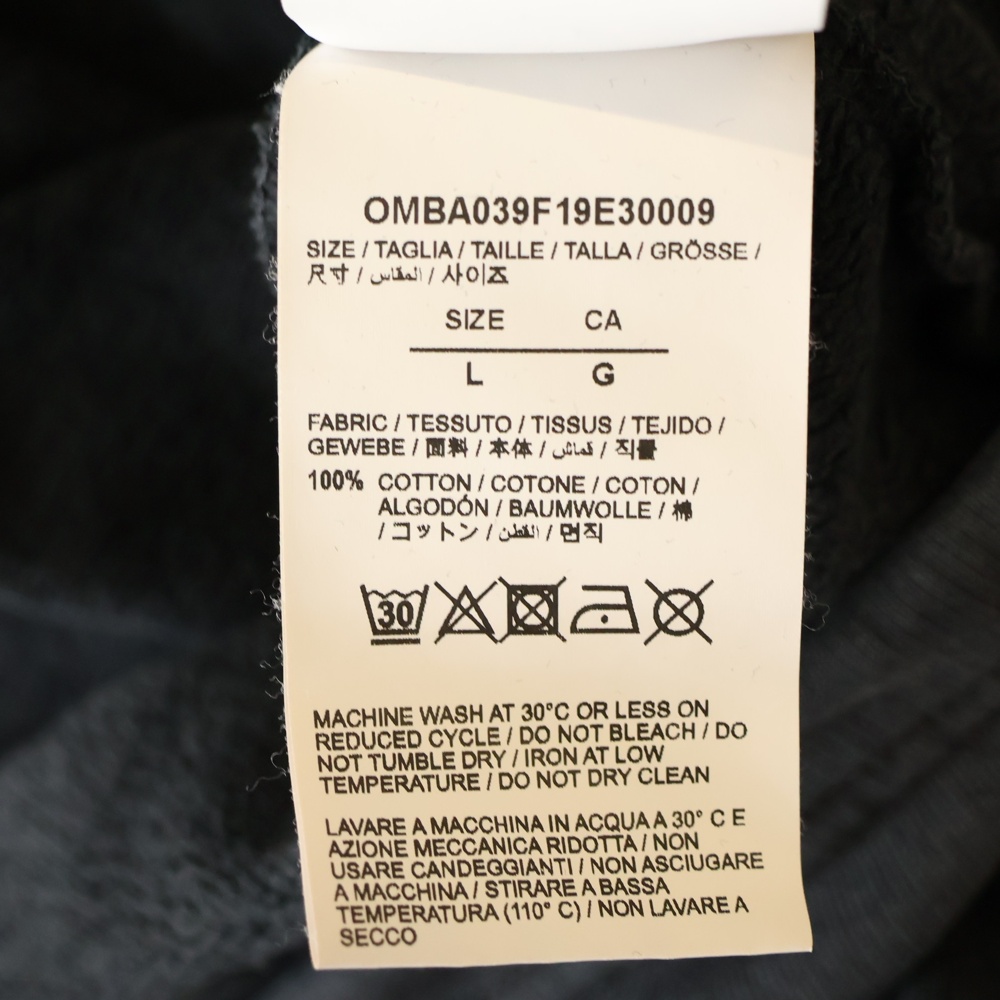 OMBA039F19E30009
SIZE / TAGLIA / TAILLE / TALLA / GRÖSSE /
尺寸 / المقاس / 사이즈
SIZE CA
L G
FABRIC / TESSUTO / TISSUS / TEJIDO /
GEWEBE / 面料 / 本体 / قماش / 직물
100% COTTON / COTONE / COTON /
ALGODÓN / BAUMWOLLE / 棉
/ コットン / القطن / 면직
30
MACHINE WASH AT 30°C OR LESS ON
REDUCED CYCLE / DO NOT BLEACH / DO
NOT TUMBLE DRY / IRON AT LOW
TEMPERATURE / DO NOT DRY CLEAN
LAVARE A MACCHINA IN ACQUA A 30° C E
AZIONE MECCANICA RIDOTTA / NON
USARE CANDEGGIANTI / NON ASCIUGARE
A MACCHINA / STIRARE A BASSA
TEMPERATURA (110° C) / NON LAVARE A
SECCO